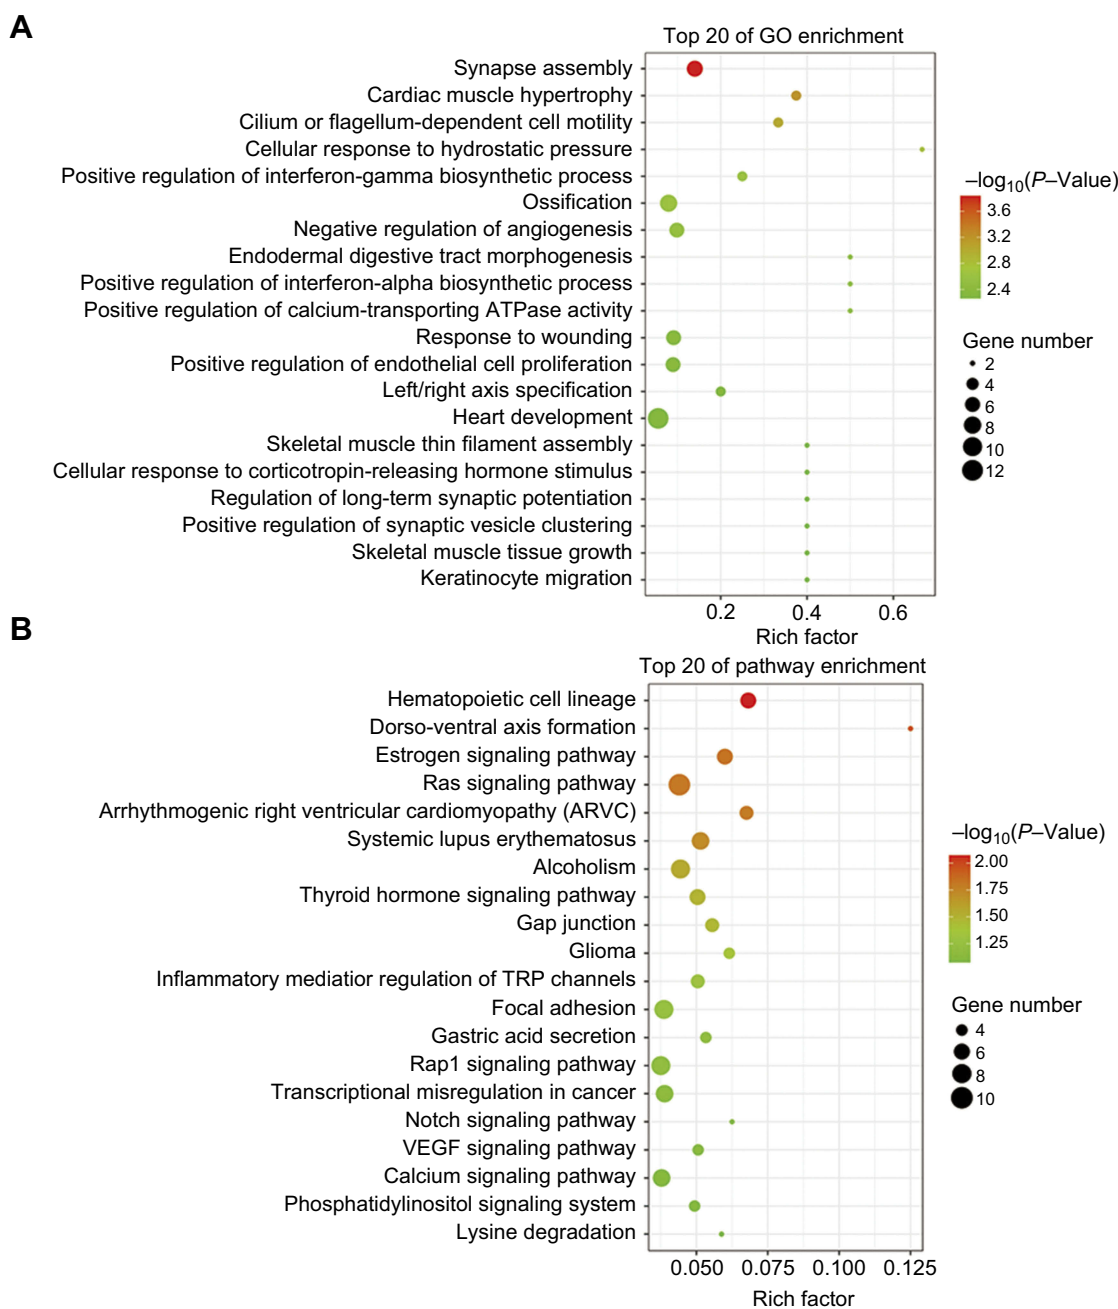 A
Top 20 of GO enrichment
Synapse assembly
Cardiac muscle hypertrophy
Cilium or flagellum-dependent cell motility
Cellular response to hydrostatic pressure
Positive regulation of interferon-gamma biosynthetic process
Ossification
Negative regulation of angiogenesis
Endodermal digestive tract morphogenesis
Positive regulation of interferon-alpha biosynthetic process
Positive regulation of calcium-transporting ATPase activity
Response to wounding
Positive regulation of endothelial cell proliferation
Left/right axis specification
Heart development
Skeletal muscle thin filament assembly
Cellular response to corticotropin-releasing hormone stimulus
Regulation of long-term synaptic potentiation
Positive regulation of synaptic vesicle clustering
Skeletal muscle tissue growth
Keratinocyte migration
0.2 0.4 0.6
Rich factor
–log10(P–Value)
3.6
3.2
2.8
2.4
Gene number
2
4
6
8
10
12
B
Top 20 of pathway enrichment
Hematopoietic cell lineage
Dorso-ventral axis formation
Estrogen signaling pathway
Ras signaling pathway
Arrhythmogenic right ventricular cardiomyopathy (ARVC)
Systemic lupus erythematosus
Alcoholism
Thyroid hormone signaling pathway
Gap junction
Glioma
Inflammatory mediatior regulation of TRP channels
Focal adhesion
Gastric acid secretion
Rap1 signaling pathway
Transcriptional misregulation in cancer
Notch signaling pathway
VEGF signaling pathway
Calcium signaling pathway
Phosphatidylinositol signaling system
Lysine degradation
0.050 0.075 0.100 0.125
Rich factor
–log10(P–Value)
2.00
1.75
1.50
1.25
Gene number
4
6
8
10